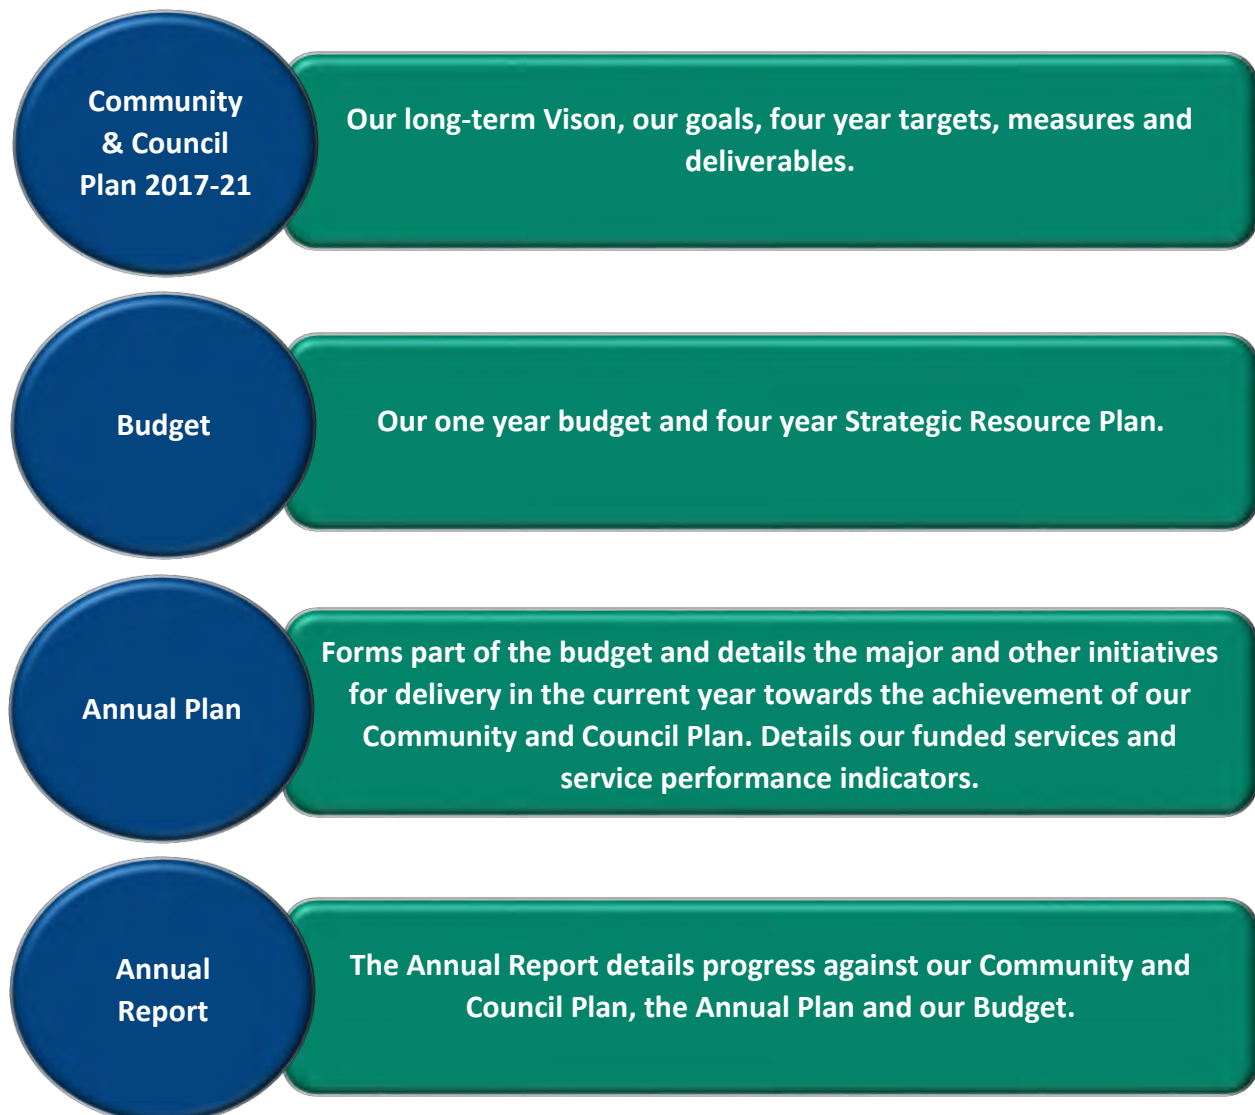 Community
& Council
Plan 2017-21
Our long-term Vison, our goals, four year targets, measures and
deliverables.
Budget
Our one year budget and four year Strategic Resource Plan.
Annual Plan
Forms part of the budget and details the major and other initiatives
for delivery in the current year towards the achievement of our
Community and Council Plan. Details our funded services and
service performance indicators.
Annual
Report
The Annual Report details progress against our Community and
Council Plan, the Annual Plan and our Budget.